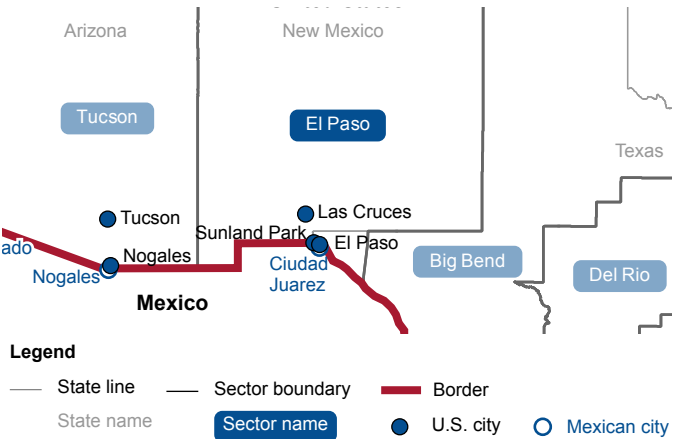 Arizona
New Mexico
Tucson
El Paso
Texas
Tucson
Las Cruces
Sunland Park
El Paso
ado
Nogales
Nogales
Ciudad
Juarez
Big Bend
Del Rio
Mexico
Legend
State line
Sector boundary
Border
State name
Sector name
U.S. city
Mexican city